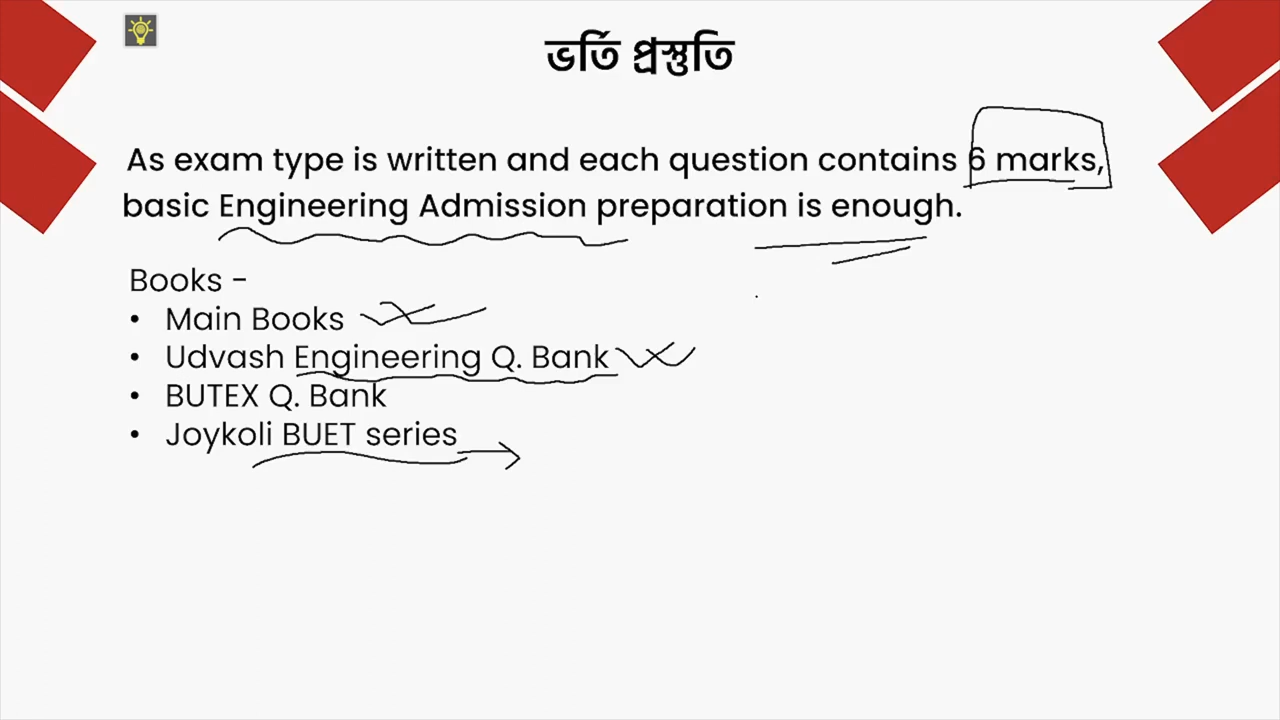 ভর্তি প্রস্তুতি
As exam type is written and each question contains 6 marks,
basic Engineering Admission preparation is enough.
Books -
• Main Books
• Udvash Engineering Q. Bank
• BUTEX Q. Bank
• Joykoli BUET series